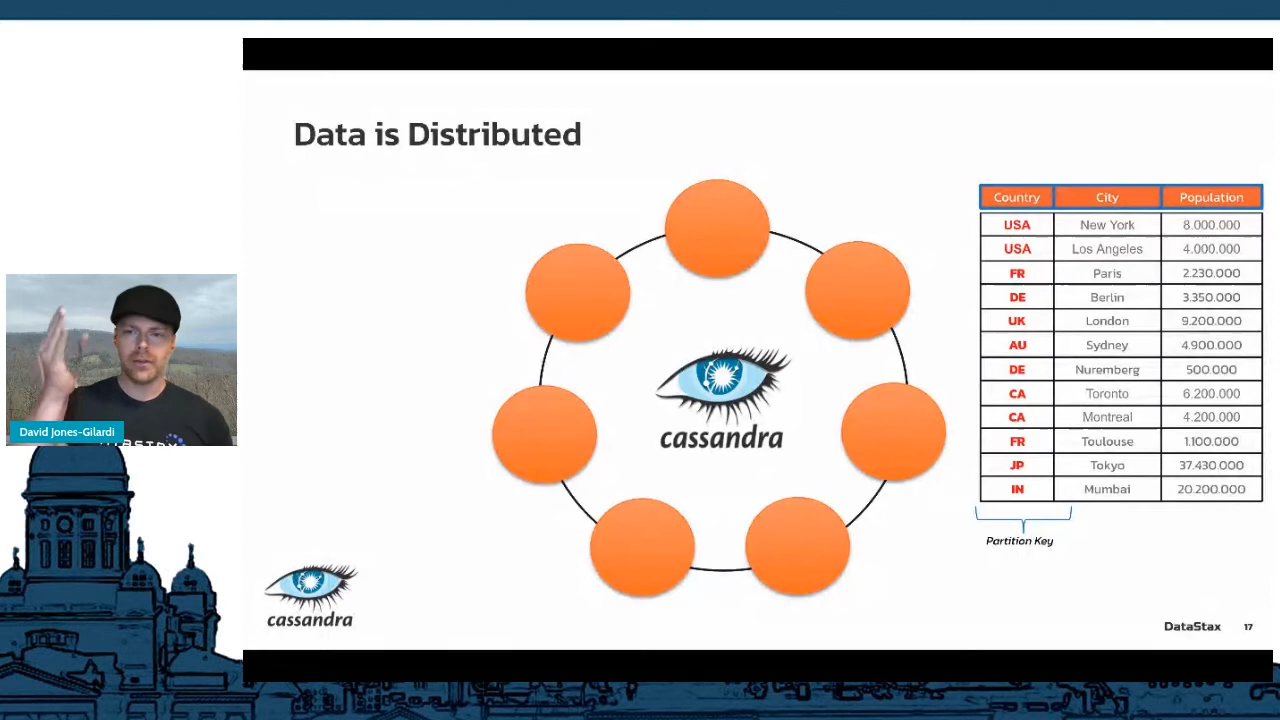 Data is Distributed
Country City Population
USA New York 8.000.000
USA Los Angeles 4.000.000
FR Paris 2.230.000
DE Berlin 3.350.000
UK London 9.200.000
AU Sydney 4.900.000
DE Nuremberg 500.000
CA Toronto 6.200.000
CA Montreal 4.200.000
FR Toulouse 1.100.000
JP Tokyo 37.430.000
IN Mumbai 20.200.000
Partition Key
cassandra
David Jones-Gilardi
cassandra
DataStax 17